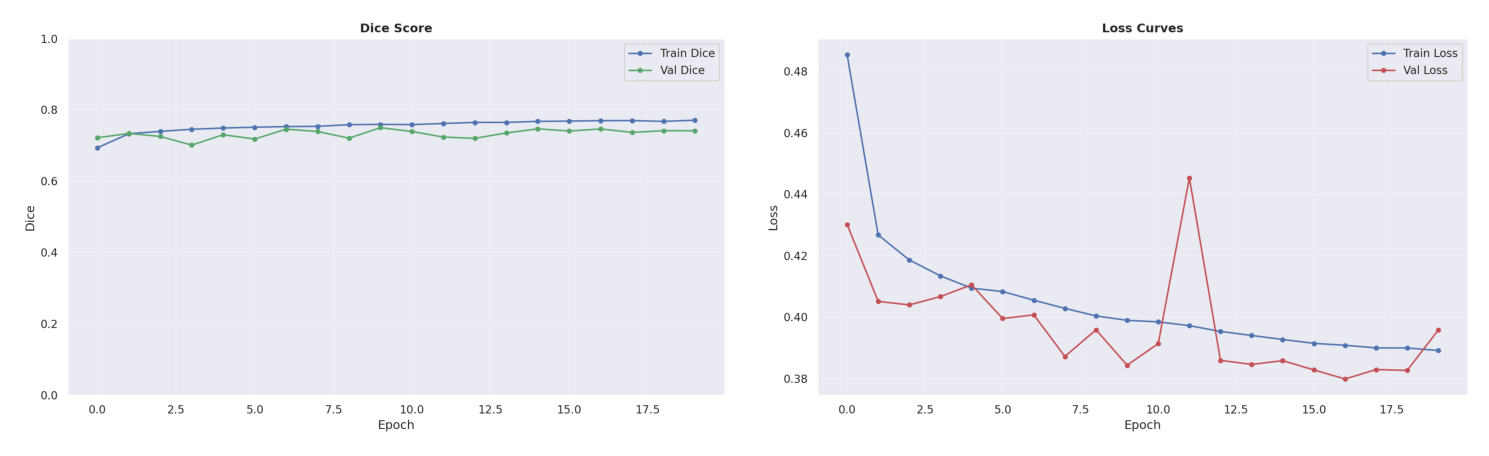 Dice Score
1.0
0.8
0.6
0.4
0.2
0.0
Dice
Train Dice
Val Dice
0.0 2.5 5.0 7.5 10.0 12.5 15.0 17.5
Epoch
Loss Curves
0.48
0.46
0.44
0.42
0.40
0.38
Loss
Train Loss
Val Loss
0.0 2.5 5.0 7.5 10.0 12.5 15.0 17.5
Epoch